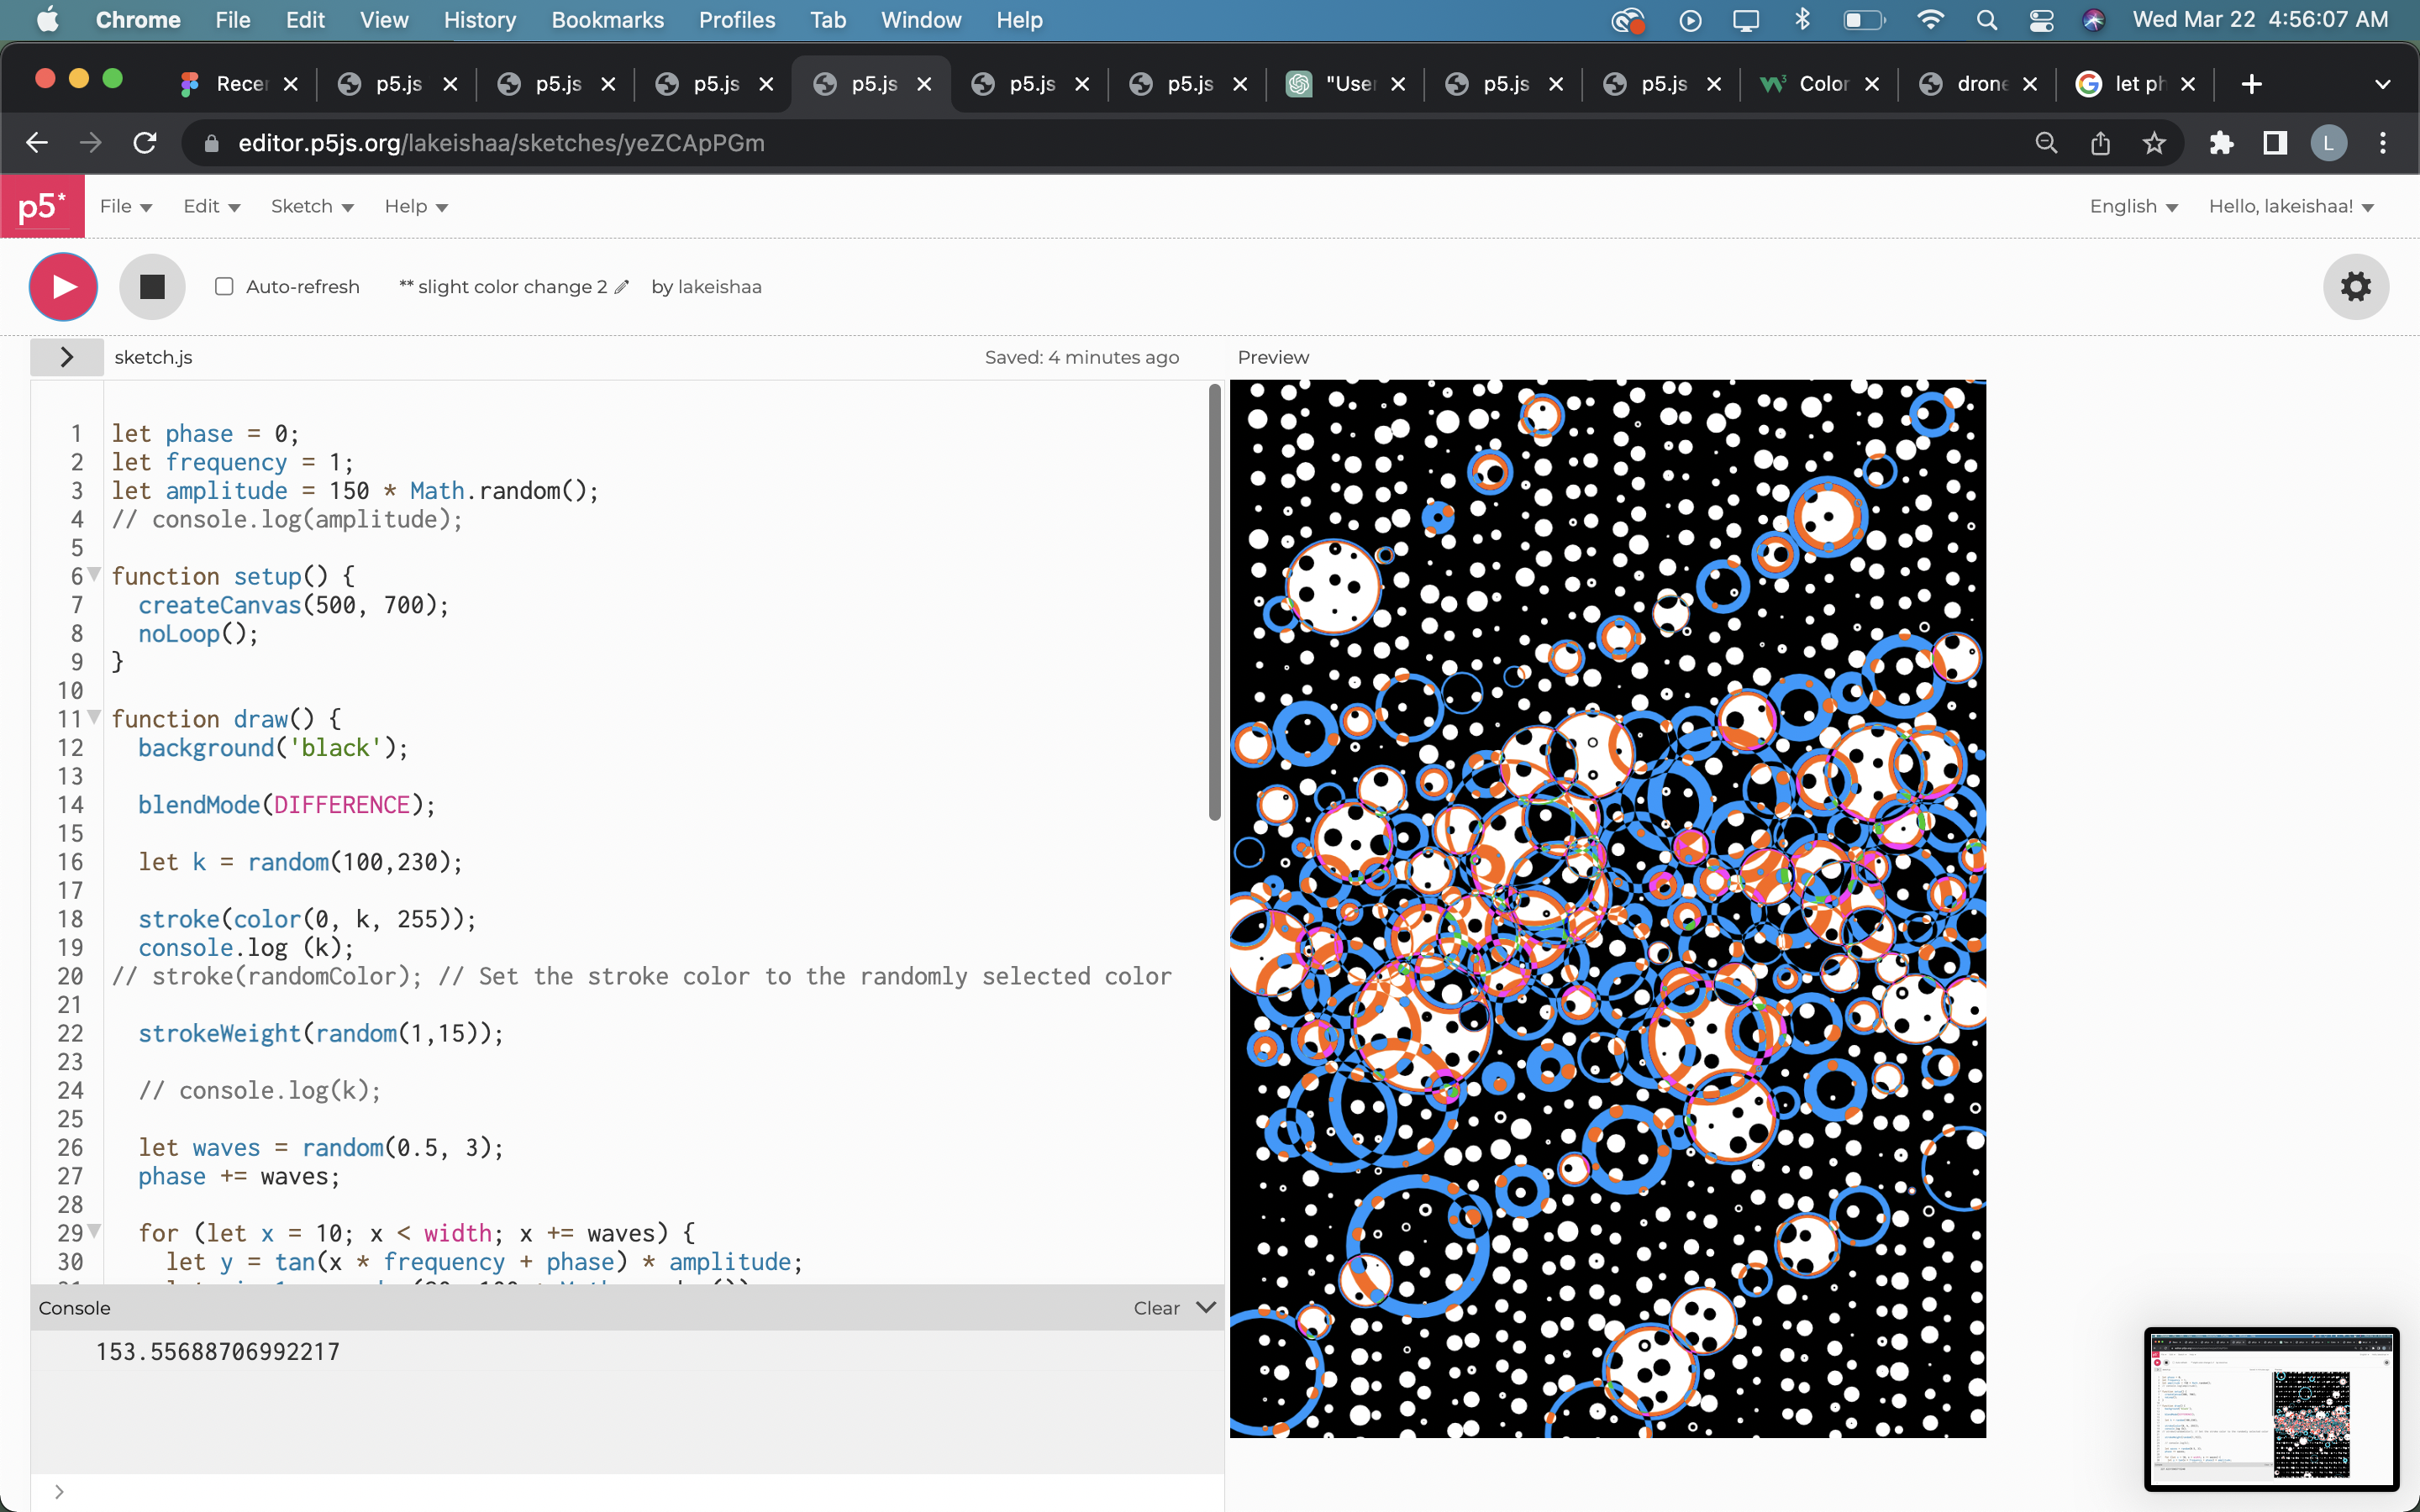 Chrome File Edit View History Bookmarks Profiles Tab Window Help Wed Mar 22 4:56:07 AM
Recen p5.js p5.js p5.js p5.js p5.js p5.js "User p5.js p5.js Color drone let ph
editor.p5js.org/lakeishaa/sketches/yeZCApPGm L
p5* File Edit Sketch Help English Hello, lakeishaa!
Auto-refresh ** slight color change 2 by lakeishaa
> sketch.js Saved: 4 minutes ago Preview
1 let phase = 0;
2 let frequency = 1;
3 let amplitude = 150 * Math.random();
4 // console.log(amplitude);
5
6 function setup() {
7 createCanvas(500, 700);
8 noLoop();
9 }
10
11 function draw() {
12 background('black');
13
14 blendMode(DIFFERENCE);
15
16 let k = random(100,230);
17
18 stroke(color(0, k, 255));
19 console.log (k);
20 // stroke(randomColor); // Set the stroke color to the randomly selected color
21
22 strokeWeight(random(1,15));
23
24 // console.log(k);
25
26 let waves = random(0.5, 3);
27 phase += waves;
28
29 for (let x = 10; x < width; x += waves) {
30 let y = tan(x * frequency + phase) * amplitude;
Console Clear
153.55688706992217
>